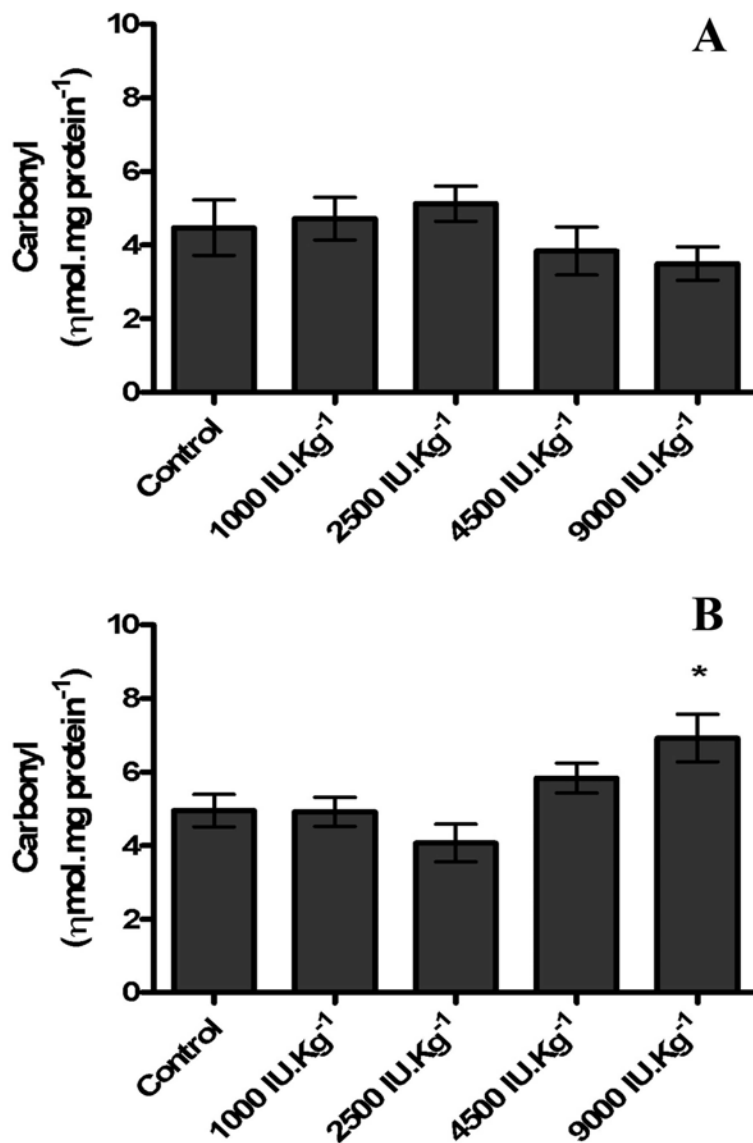 A
Carbonyl
(ηmol.mg protein⁻¹)
10
8
6
4
2
0
Control
1000 IU.Kg⁻¹
2500 IU.Kg⁻¹
4500 IU.Kg⁻¹
9000 IU.Kg⁻¹
B
*
Carbonyl
(ηmol.mg protein⁻¹)
10
8
6
4
2
0
Control
1000 IU.Kg⁻¹
2500 IU.Kg⁻¹
4500 IU.Kg⁻¹
9000 IU.Kg⁻¹